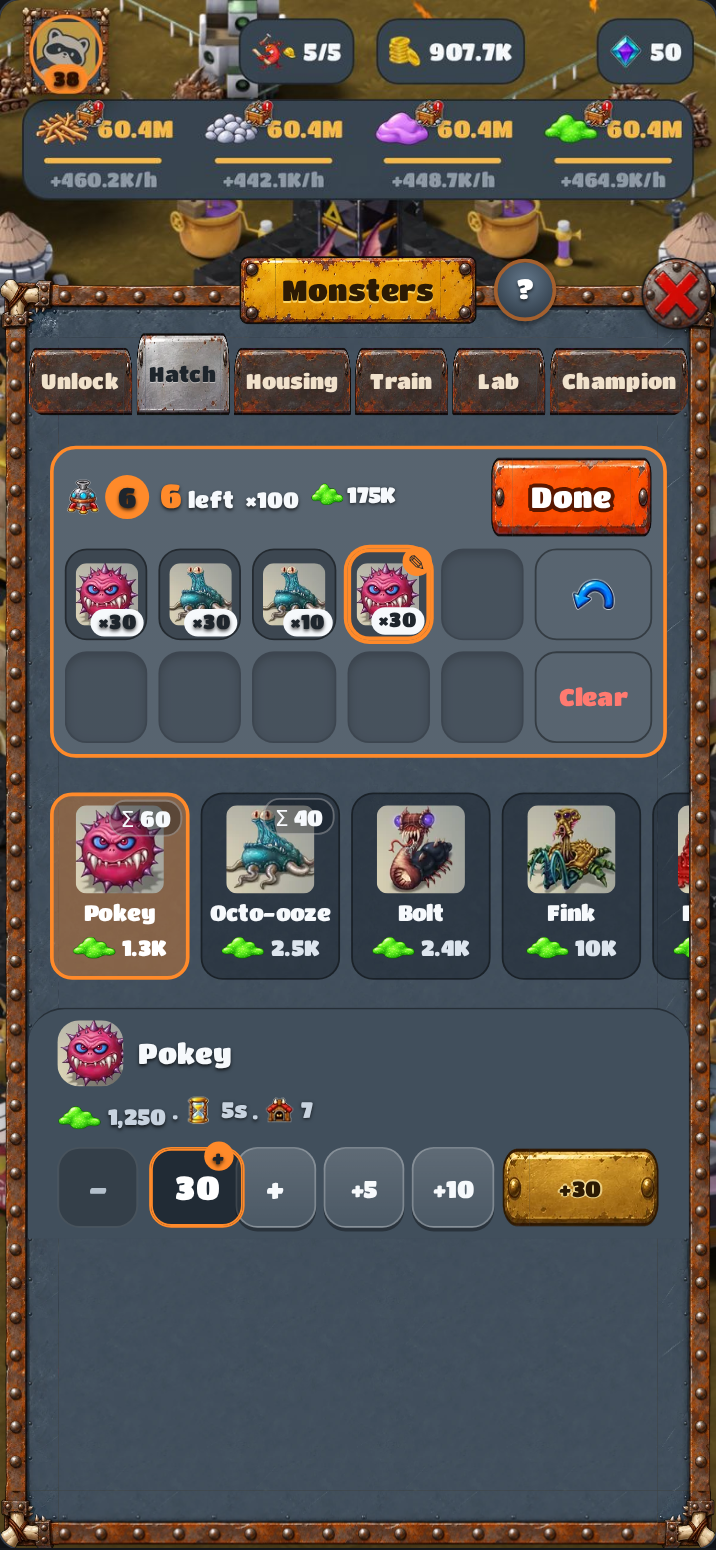 38
5/5
907.7K
50
60.4M
60.4M
60.4M
60.4M
+460.2K/h
+442.1K/h
+448.7K/h
+464.9K/h
Monsters
?
Unlock
Hatch
Housing
Train
Lab
Champion
6
6 left ×100
175K
Done
×30
×30
×10
×30
Clear
Σ 60
Σ 40
Pokey
Octo-ooze
Bolt
Fink
1.3K
2.5K
2.4K
10K
Pokey
1,250 · 5s . 7
-
30
+
+
+5
+10
+30